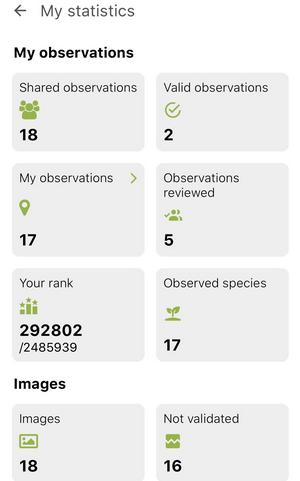 My statistics
My observations
Shared observations
18
Valid observations
2
My observations
17
Observations
reviewed
5
Your rank
292802
/2485939
Observed species
17
Images
Images
18
Not validated
16